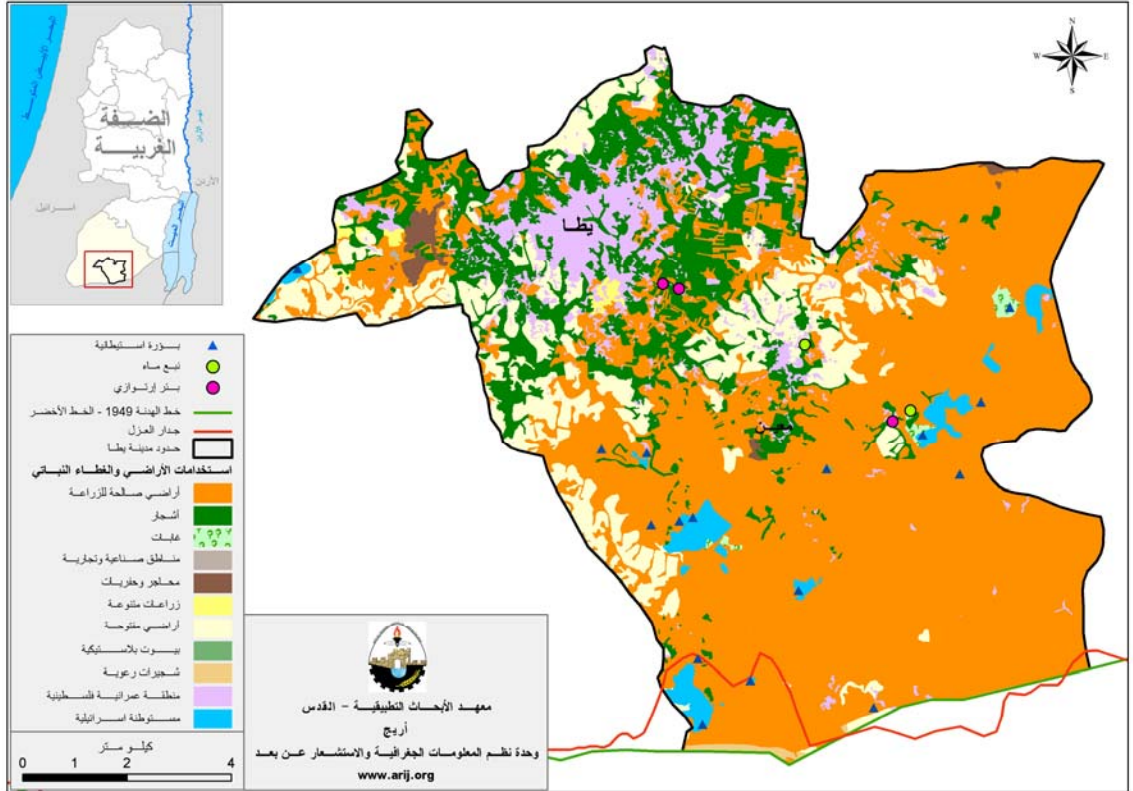 البحر الأبيض المتوسط
نهر الأردن
الضفة
الغربية
الأردن
اسرائيل
البحر الميت
N
W E
S
يطا
معين
بؤرة استيطانية
نبع ماء
بئر إرتوازي
خط الهدنة 1949 - الخط الأخضر
جدار العزل
حدود مدينة يطا
استخدامات الأراضي والغطاء النباتي
أراضي صالحة للزراعة
أشجار
غابات
مناطق صناعية وتجارية
محاجر وحفريات
زراعات متنوعة
أراضي مفتوحة
بيوت بلاستيكية
شجيرات رعوية
منطقة عمرانية فلسطينية
مستوطنة اسرائيلية
كيلو متر
0 1 2 4
معهد الأبحاث التطبيقية - القدس
أريج
وحدة نظم المعلومات الجغرافية والاستشعار عن بعد
www.arij.org